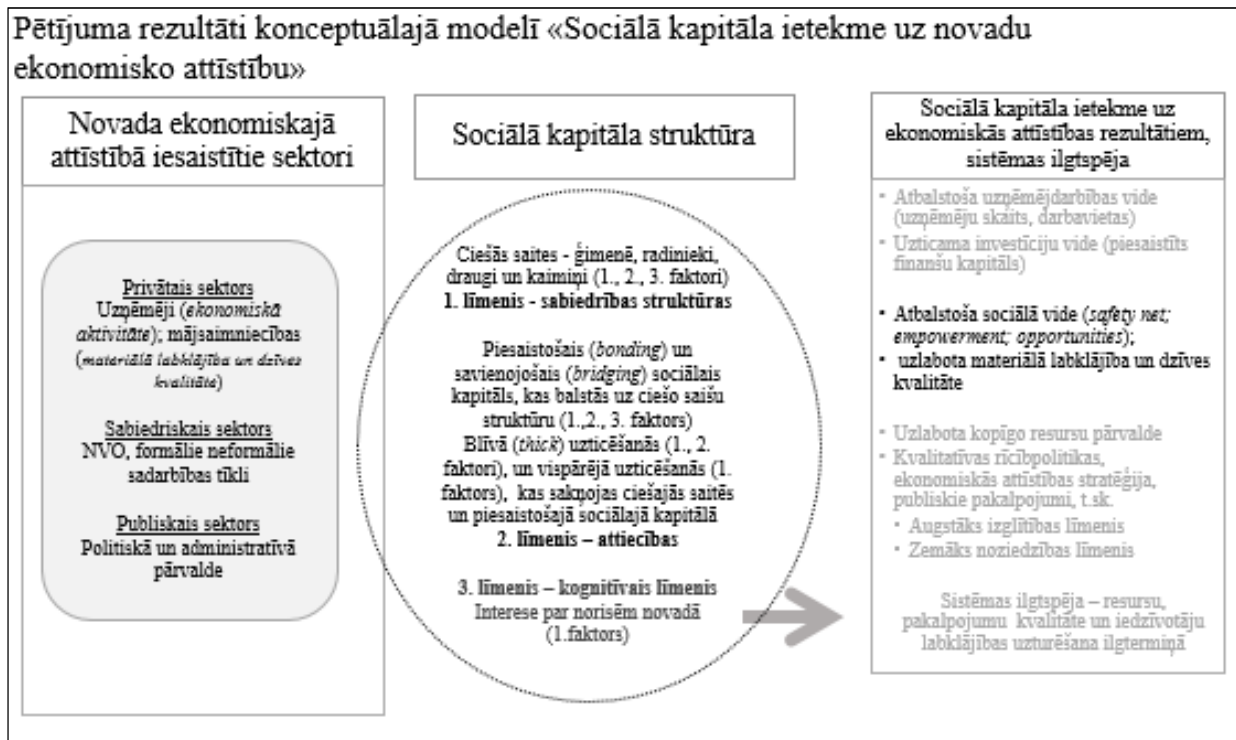 Pētījuma rezultāti konceptuālajā modelī «Sociālā kapitāla ietekme uz novadu
ekonomisko attīstību»
Novada ekonomiskajā
attīstībā iesaistītie sektori
Privātais sektors
Uzņēmēji (ekonomiskā
aktivitāte); mājsaimniecības
(materiālā labklājība un dzīves
kvalitāte)
Sabiedriskais sektors
NVO, formālie neformālie
sadarbības tīkli
Publiskais sektors
Politiskā un administratīvā
pārvalde
Sociālā kapitāla struktūra
Ciešās saites - ģimenē, radinieki,
draugi un kaimiņi (1., 2., 3. faktori)
1. līmenis - sabiedrības struktūras
Piesaistošais (bonding) un
savienojošais (bridging) sociālais
kapitāls, kas balstās uz ciešo saišu
struktūru (1.,2., 3. faktors)
Blīvā (thick) uzticēšanās (1., 2.
faktori), un vispārējā uzticēšanās (1.
faktors), kas sakņojas ciešajās saitēs
un piesaistošajā sociālajā kapitālā
2. līmenis – attiecības
3. līmenis – kognitīvais līmenis
Interese par norisēm novadā
(1.faktors)
Sociālā kapitāla ietekme uz
ekonomiskās attīstības rezultātiem,
sistēmas ilgtspēja
• Atbalstoša uzņēmējdarbības vide
(uzņēmēju skaits, darbavietas)
• Uzticama investīciju vide (piesaistīts
finanšu kapitāls)
• Atbalstoša sociālā vide (safety net;
empowerment; opportunities);
• uzlabota materiālā labklājība un dzīves
kvalitāte
• Uzlabota kopīgo resursu pārvalde
• Kvalitatīvas rīcībpolitikas,
ekonomiskās attīstības stratēģija,
publiskie pakalpojumi, t.sk.
• Augstāks izglītības līmenis
• Zemāks noziedzības līmenis
Sistēmas ilgtspēja – resursu,
pakalpojumu kvalitāte un iedzīvotāju
labklājības uzturēšana ilgtermiņā